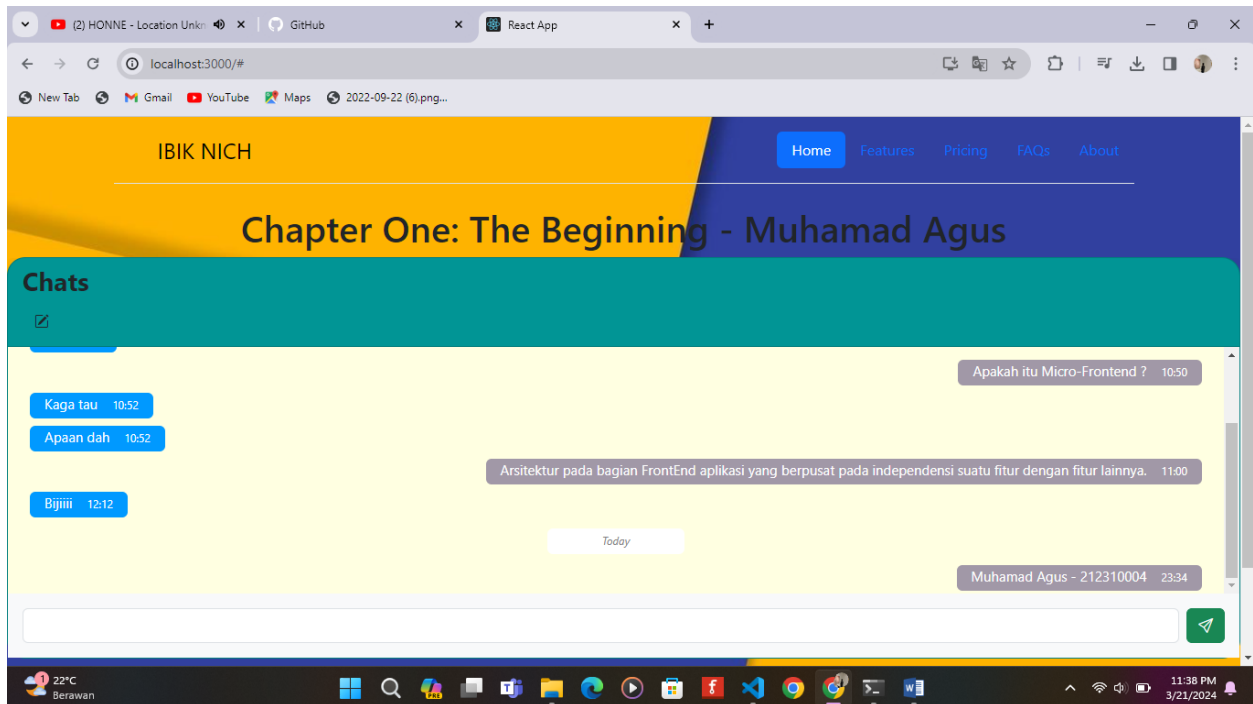 (2) HONNE - Location Unkn
GitHub
React App
localhost:3000/#
New Tab
Gmail
YouTube
Maps
2022-09-22 (6).png...
IBIK NICH
Home
Features
Pricing
FAQs
About
Chapter One: The Beginning - Muhamad Agus
Chats
Apakah itu Micro-Frontend ? 10:50
Kaga tau 10:52
Apaan dah 10:52
Arsitektur pada bagian FrontEnd aplikasi yang berpusat pada independensi suatu fitur dengan fitur lainnya. 11:00
Bijiiii 12:12
Today
Muhamad Agus - 212310004 23:34
1
22°C
Berawan
PRE
11:38 PM
3/21/2024